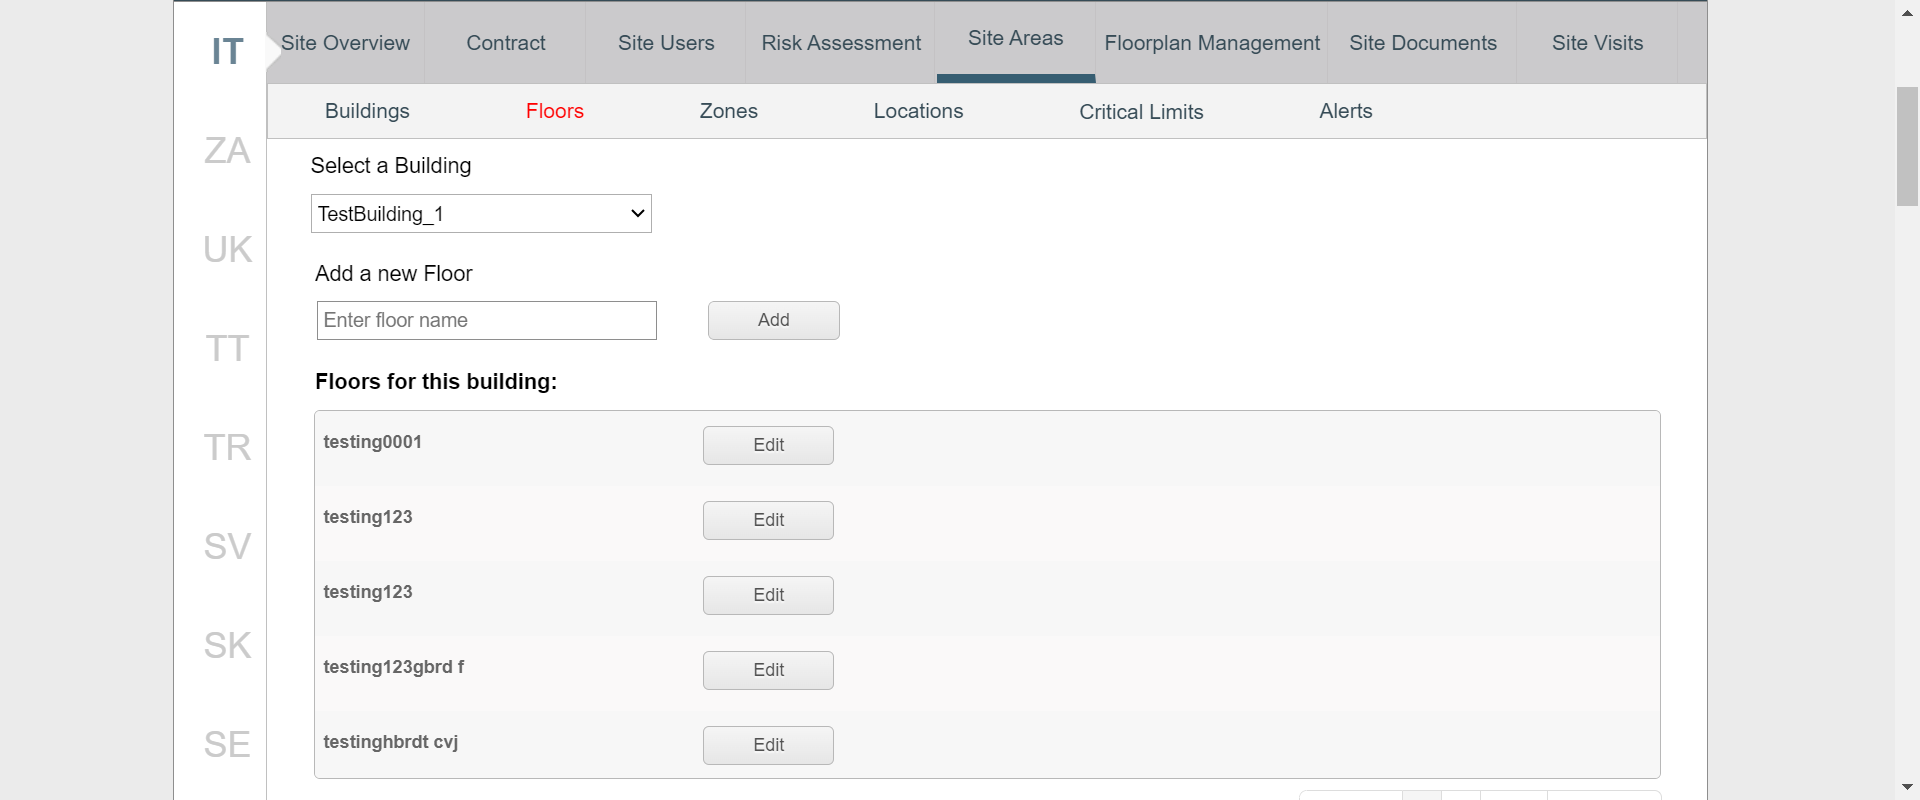 IT
Site Overview
Contract
Site Users
Risk Assessment
Site Areas
Floorplan Management
Site Documents
Site Visits
Buildings
Floors
Zones
Locations
Critical Limits
Alerts
ZA
UK
TT
TR
SV
SK
SE
Select a Building
TestBuilding_1
Add a new Floor
Enter floor name
Add
Floors for this building:
testing0001
Edit
testing123
Edit
testing123
Edit
testing123gbrd f
Edit
testinghbrdt cvj
Edit